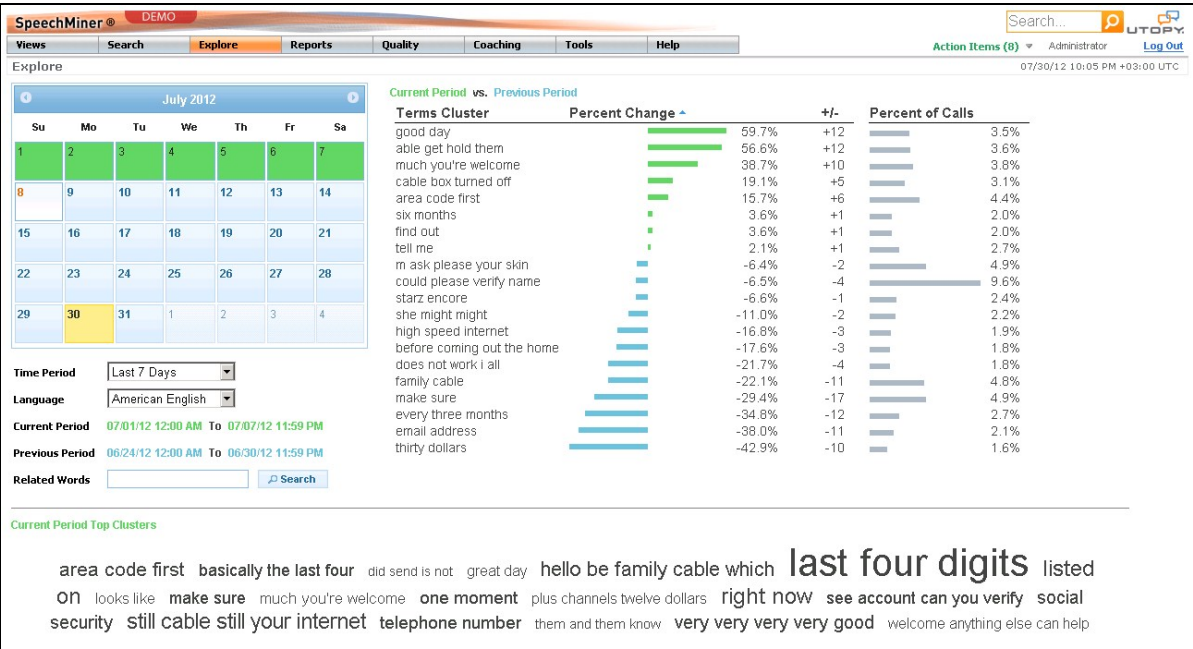 SpeechMiner ® DEMO
Search...
UTOPY.
Views Search Explore Reports Quality Coaching Tools Help
Action Items (8) Administrator Log Out
Explore
07/30/12 10:05 PM +03:00 UTC
July 2012
Su Mo Tu We Th Fr Sa
1 2 3 4 5 6 7
8 9 10 11 12 13 14
15 16 17 18 19 20 21
22 23 24 25 26 27 28
29 30 31 1 2 3 4
Time Period Last 7 Days
Language American English
Current Period 07/01/12 12:00 AM To 07/07/12 11:59 PM
Previous Period 06/24/12 12:00 AM To 06/30/12 11:59 PM
Related Words Search
Current Period vs. Previous Period
Terms Cluster Percent Change +/- Percent of Calls
good day 59.7% +12 3.5%
able get hold them 56.6% +12 3.6%
much you're welcome 38.7% +10 3.8%
cable box turned off 19.1% +5 3.1%
area code first 15.7% +6 4.4%
six months 3.6% +1 2.0%
find out 3.6% +1 2.0%
tell me 2.1% +1 2.7%
m ask please your skin -6.4% -2 4.9%
could please verify name -6.5% -4 9.6%
starz encore -6.6% -1 2.4%
she might might -11.0% -2 2.2%
high speed internet -16.8% -3 1.9%
before coming out the home -17.6% -3 1.8%
does not work i all -21.7% -4 1.8%
family cable -22.1% -11 4.8%
make sure -29.4% -17 4.9%
every three months -34.8% -12 2.7%
email address -38.0% -11 2.1%
thirty dollars -42.9% -10 1.6%
Current Period Top Clusters
area code first basically the last four did send is not great day hello be family cable which last four digits listed
on looks like make sure much you're welcome one moment plus channels twelve dollars right now see account can you verify social
security still cable still your internet telephone number them and them know very very very very good welcome anything else can help